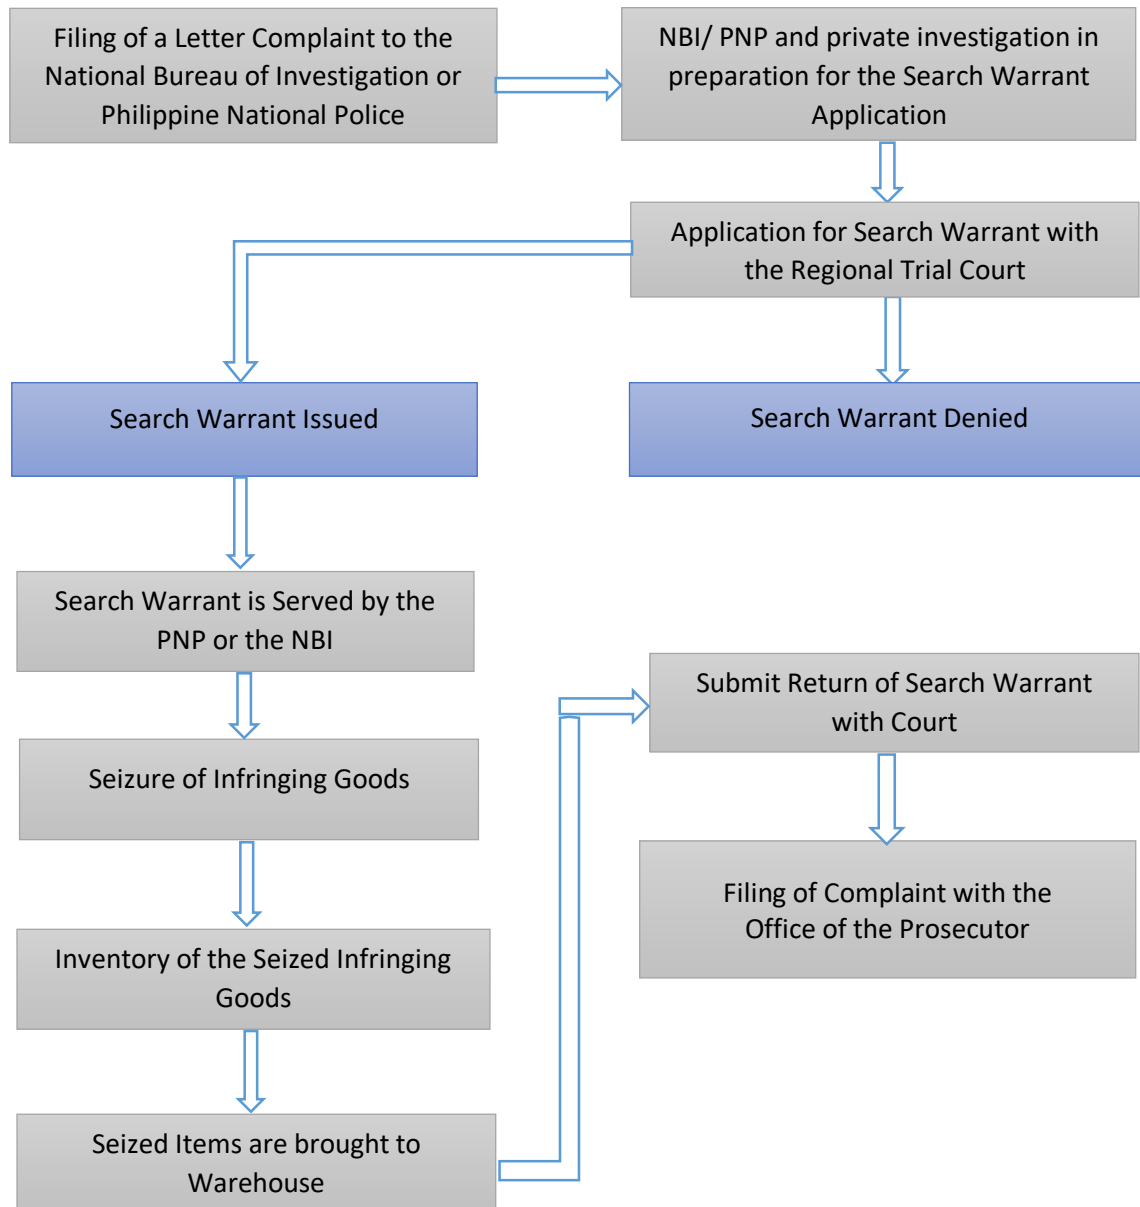 Filing of a Letter Complaint to the
National Bureau of Investigation or
Philippine National Police
NBI/ PNP and private investigation in
preparation for the Search Warrant
Application
Application for Search Warrant with
the Regional Trial Court
Search Warrant Issued
Search Warrant Denied
Search Warrant is Served by the
PNP or the NBI
Seizure of Infringing Goods
Inventory of the Seized Infringing
Goods
Seized Items are brought to
Warehouse
Submit Return of Search Warrant
with Court
Filing of Complaint with the
Office of the Prosecutor